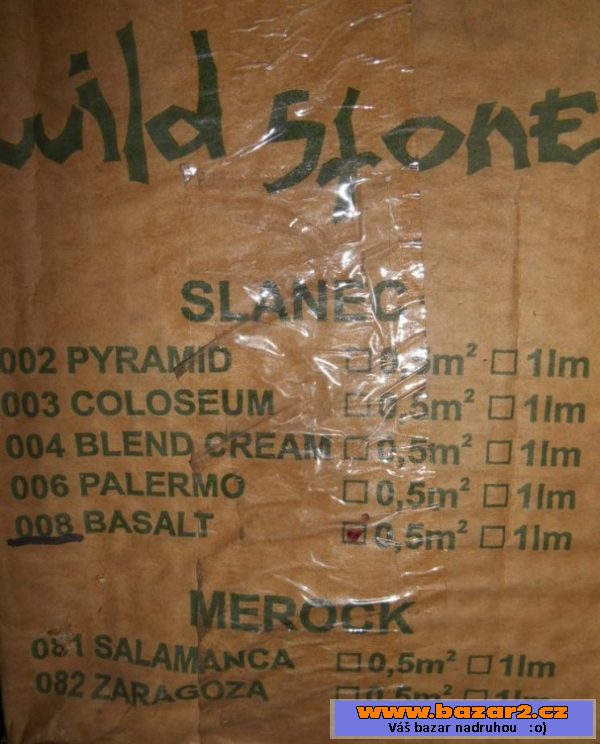 wild stone
SLANEC
002 PYRAMID 0,5m² 1lm
003 COLOSEUM 0,5m² 1lm
004 BLEND CREAM 0,5m² 1lm
006 PALERMO 0,5m² 1lm
008 BASALT 0,5m² 1lm
MEROCK
081 SALAMANCA 0,5m² 1lm
082 ZARAGOZA 0,5m²
www.bazar2.cz
Váš bazar nadruhou :o)